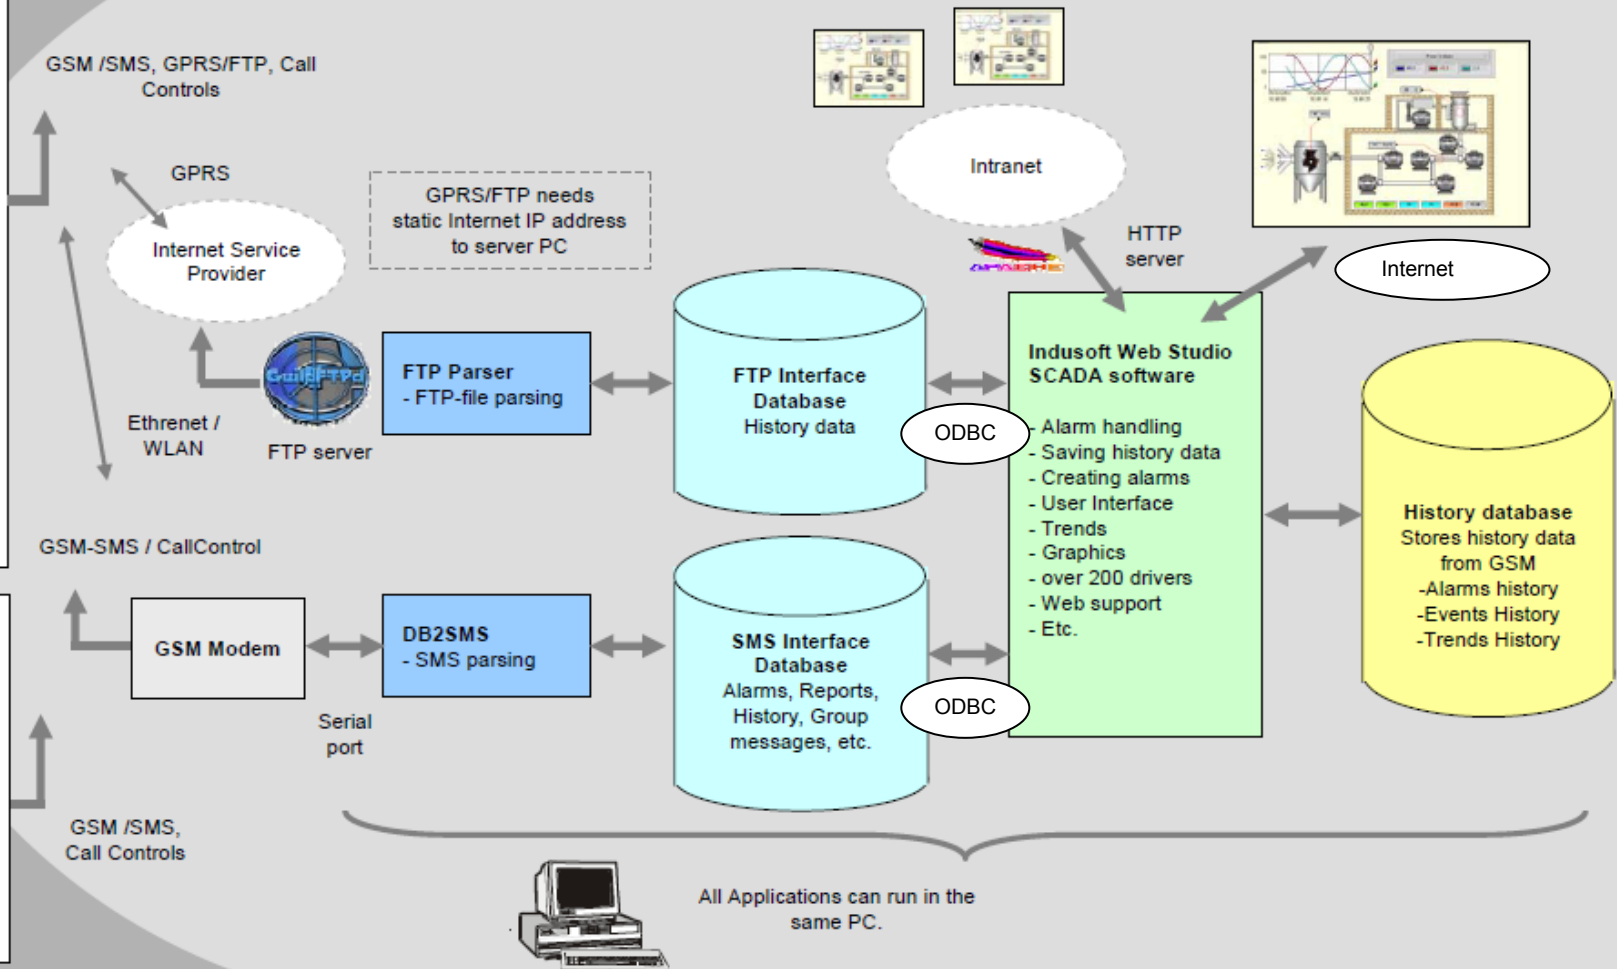 GSM /SMS, GPRS/FTP, Call
Controls
GPRS
Internet Service
Provider
GPRS/FTP needs
static Internet IP address
to server PC
Intranet
APACHE
HTTP
server
Internet
Ethrenet /
WLAN
GuildFTPd
FTP server
FTP Parser
- FTP-file parsing
FTP Interface
Database
History data
ODBC
Indusoft Web Studio
SCADA software
- Alarm handling
- Saving history data
- Creating alarms
- User Interface
- Trends
- Graphics
- over 200 drivers
- Web support
- Etc.
History database
Stores history data
from GSM
-Alarms history
-Events History
-Trends History
GSM-SMS / CallControl
GSM Modem
Serial
port
DB2SMS
- SMS parsing
SMS Interface
Database
Alarms, Reports,
History, Group
messages, etc.
ODBC
GSM /SMS,
Call Controls
All Applications can run in the
same PC.